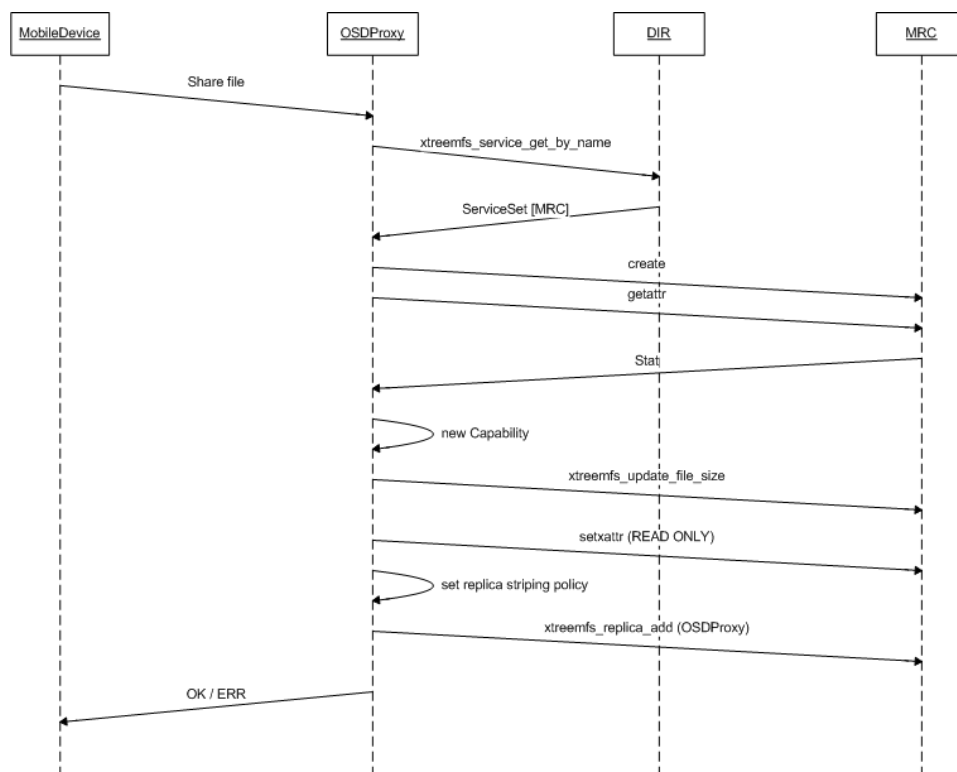 MobileDevice
OSDProxy
DIR
MRC
Share file
xtreemfs_service_get_by_name
ServiceSet [MRC]
create
getattr
Stat
new Capability
xtreemfs_update_file_size
setxattr (READ ONLY)
set replica striping policy
xtreemfs_replica_add (OSDProxy)
OK / ERR